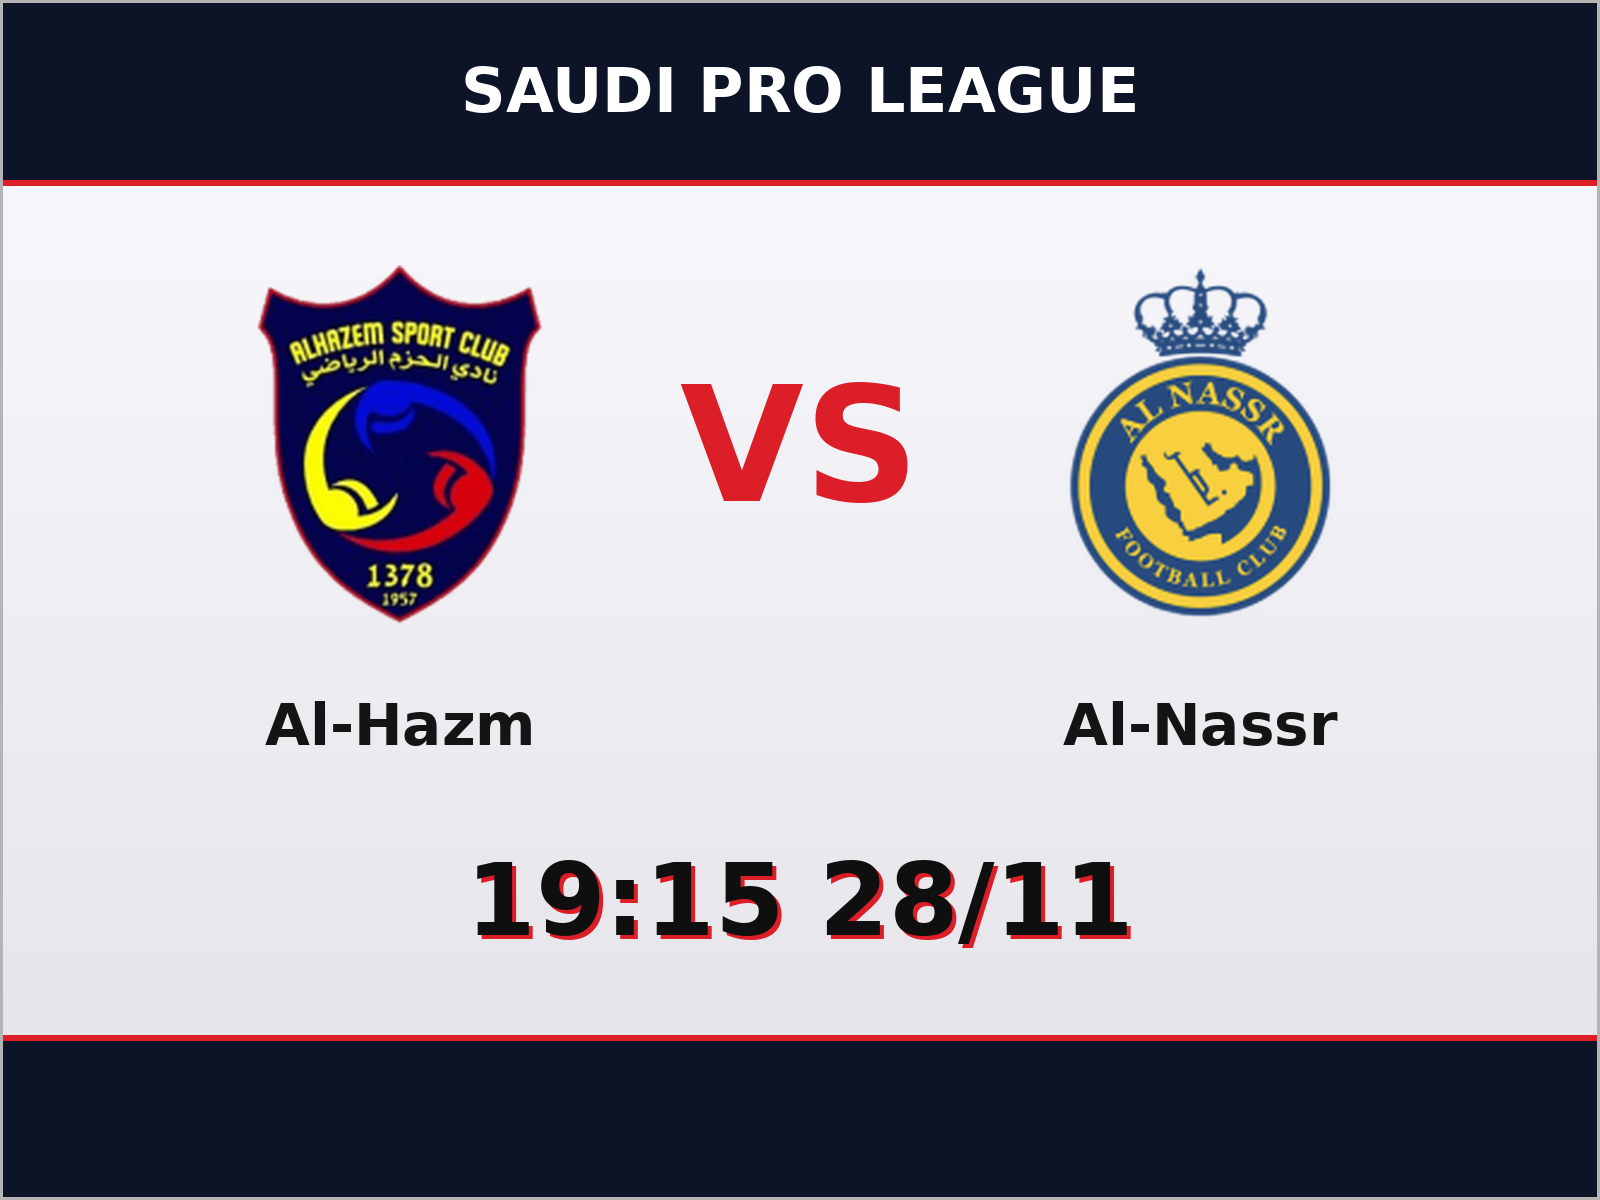 SAUDI PRO LEAGUE
ALHAZEM SPORT CLUB
نادي الحزم الرياضي
1378
1957
VS
AL NASSR
FOOTBALL CLUB
Al-Hazm
Al-Nassr
19:15 28/11